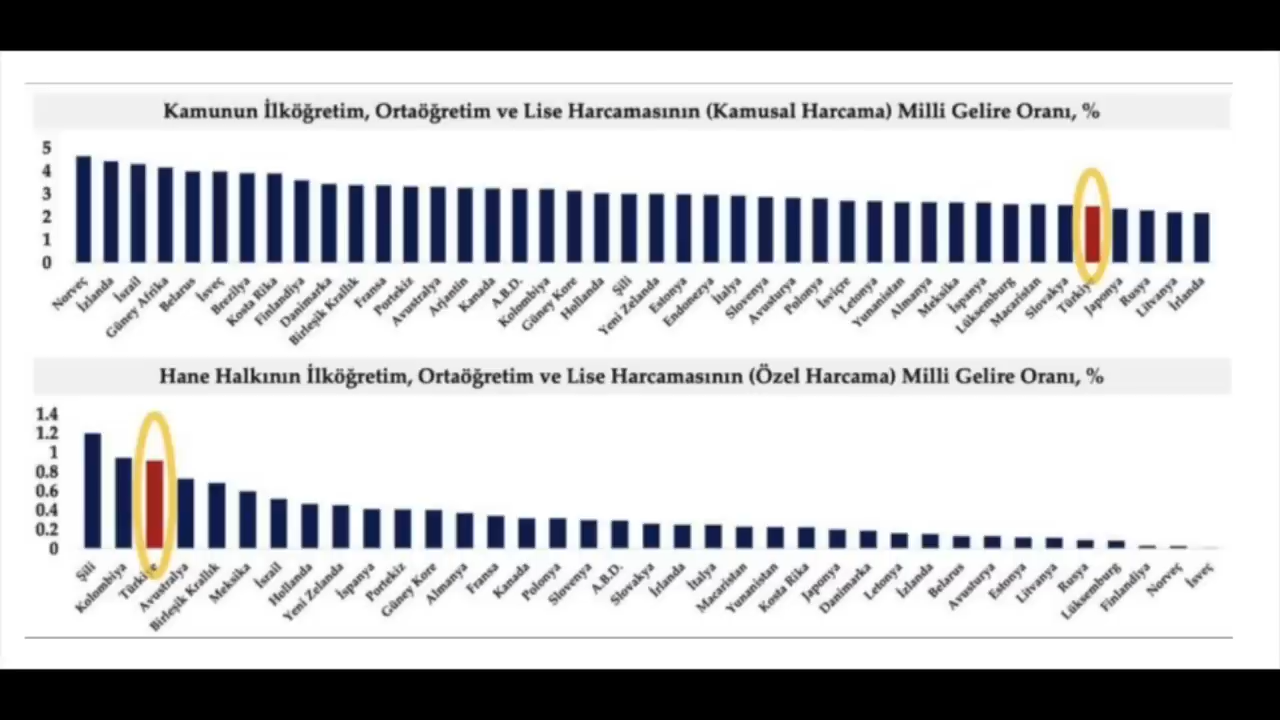 Kamunun İlköğretim, Ortaöğretim ve Lise Harcamasının (Kamusal Harcama) Milli Gelire Oranı, %
5
4
3
2
1
0
Norveç
İzlanda
İsrail
Güney Afrika
Belarus
İsveç
Brezilya
Kosta Rika
Finlandiya
Danimarka
Birleşik Krallık
Fransa
Portekiz
Avustralya
Arjantin
Kanada
A.B.D.
Kolombiya
Güney Kore
Hollanda
Şili
Yeni Zelanda
Estonya
Endonezya
İtalya
Slovenya
Avusturya
Polonya
İsviçre
Letonya
Yunanistan
Almanya
Meksika
İspanya
Lüksemburg
Macaristan
Slovakya
Türkiye
Japonya
Rusya
Litvanya
İrlanda
Hane Halkının İlköğretim, Ortaöğretim ve Lise Harcamasının (Özel Harcama) Milli Gelire Oranı, %
1.4
1.2
1
0.8
0.6
0.4
0.2
0
Şili
Kolombiya
Türkiye
Avustralya
Birleşik Krallık
Meksika
İsrail
Hollanda
Yeni Zelanda
İspanya
Portekiz
Güney Kore
Almanya
Fransa
Kanada
Polonya
Slovenya
A.B.D.
Slovakya
İrlanda
İtalya
Macaristan
Yunanistan
Kosta Rika
Japonya
Danimarka
Letonya
İzlanda
Belarus
Avusturya
Estonya
Litvanya
Rusya
Lüksemburg
Finlandiya
Norveç
İsveç